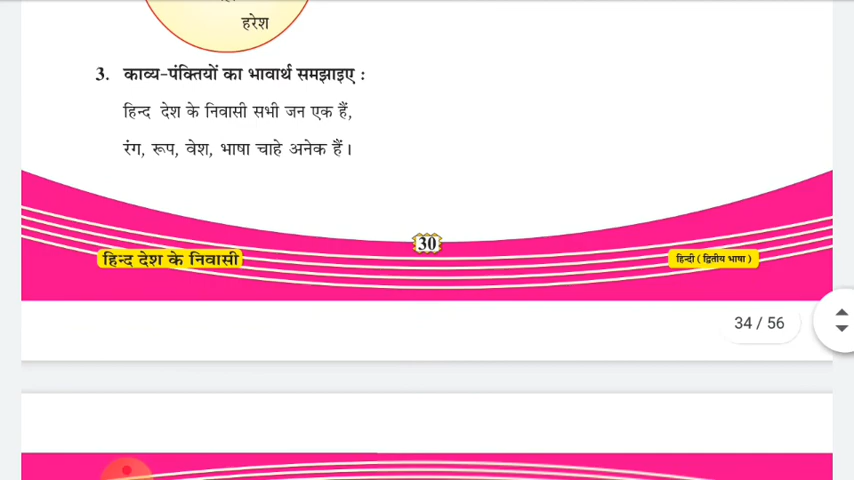 हरेश
3. काव्य-पंक्तियों का भावार्थ समझाइए :
हिन्द देश के निवासी सभी जन एक हैं,
रंग, रूप, वेश, भाषा चाहे अनेक हैं।
30
हिन्द देश के निवासी
हिन्दी (द्वितीय भाषा)
34 / 56